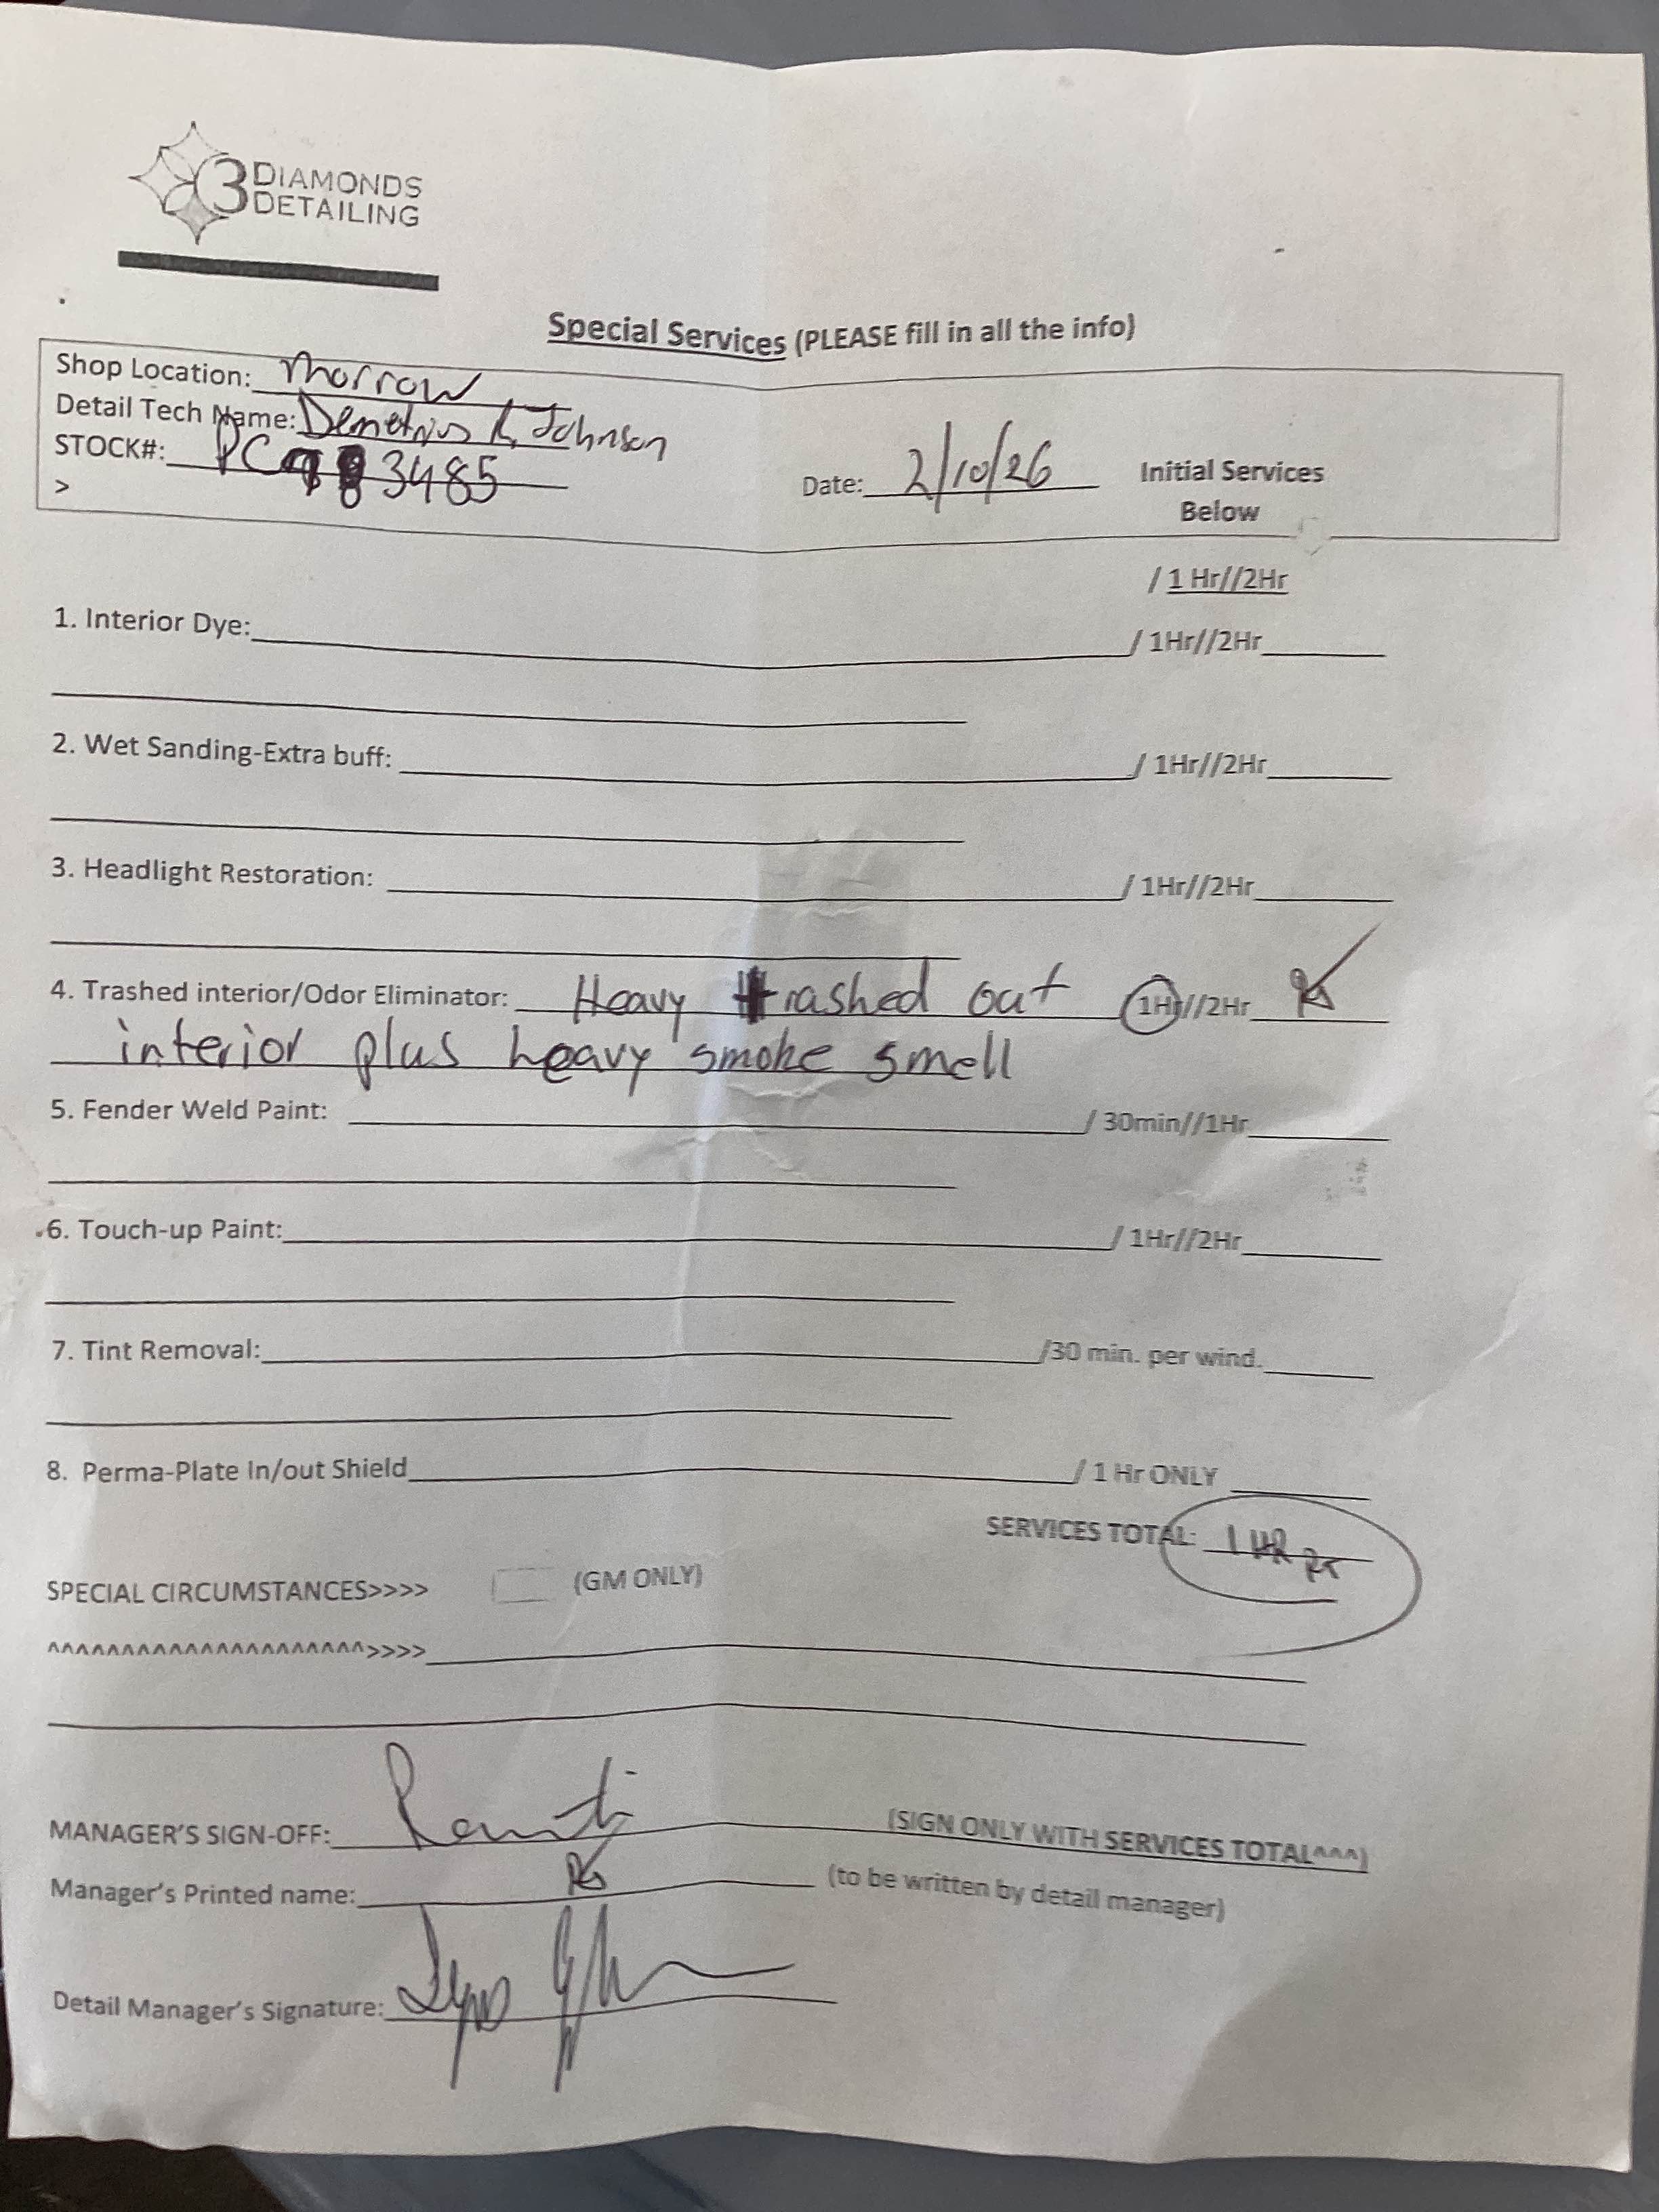 3 DIAMONDS
DETAILING
Special Services (PLEASE fill in all the info)
Shop Location: Morrow
Detail Tech Name: Demetrius R, Johnson
STOCK#: PC 3485
>
Date: 2/10/26
Initial Services
Below
/ 1 Hr//2Hr
1. Interior Dye: / 1Hr//2Hr
2. Wet Sanding-Extra buff: / 1Hr//2Hr
3. Headlight Restoration: / 1Hr//2Hr
4. Trashed interior/Odor Eliminator: Heavy trashed out 1Hr//2Hr
interior plus heavy smoke smell
5. Fender Weld Paint: / 30min//1Hr
6. Touch-up Paint: / 1Hr//2Hr
7. Tint Removal: /30 min. per wind.
8. Perma-Plate In/out Shield / 1 Hr ONLY
SERVICES TOTAL: 1 HR
SPECIAL CIRCUMSTANCES>>>> (GM ONLY)
^^^^^^^^^^^^^^^^^^^^^>>>>
MANAGER'S SIGN-OFF: (SIGN ONLY WITH SERVICES TOTAL^^^)
Manager's Printed name: (to be written by detail manager)
Detail Manager's Signature: